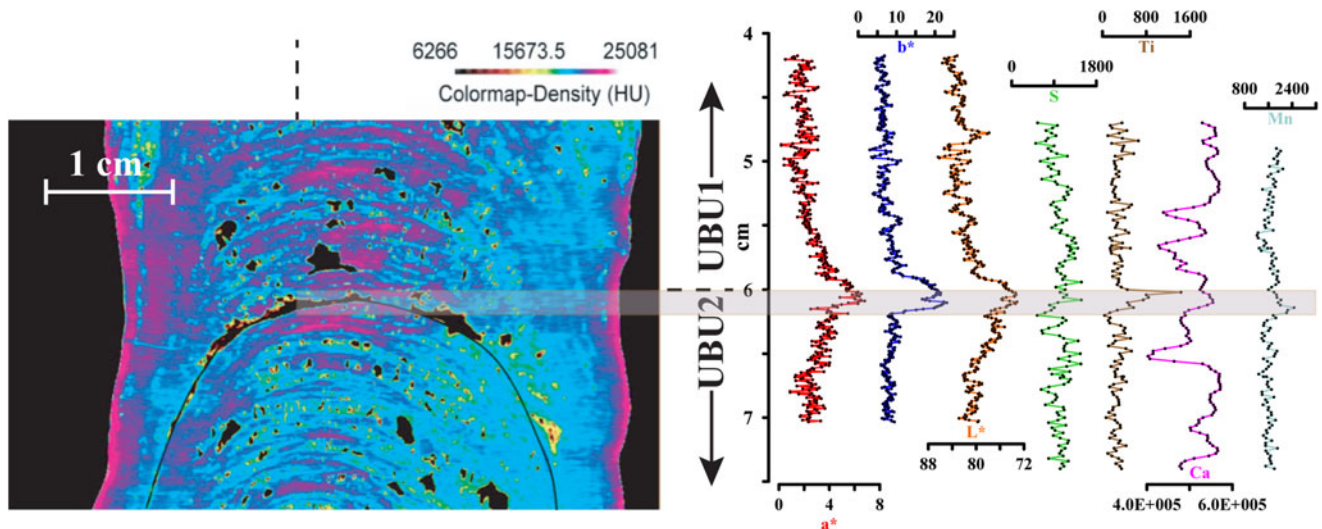 6266 15673.5 25081
Colormap-Density (HU)
1 cm
UBU2 UBU1
cm
4
5
6
7
0 10 20
b*
0 1800
S
0 800 1600
Ti
800 2400
Mn
L*
88 80 72
Ca
4.0E+005 6.0E+005
0 4 8
a*